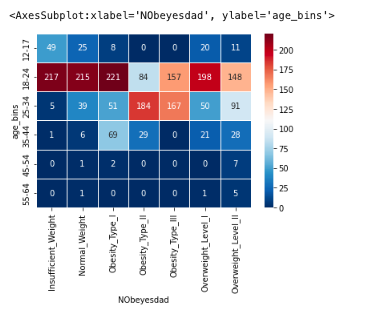 <AxesSubplot:xlabel='NObeyesdad', ylabel='age_bins'>
12-17 49 25 8 0 0 20 11
18-24 217 215 221 84 157 198 148
25-34 5 39 51 184 167 50 91
35-44 1 6 69 29 0 21 28
45-54 0 1 2 0 0 0 7
55-64 0 1 0 0 0 1 5
age_bins
Insufficient_Weight
Normal_Weight
Obesity_Type_I
Obesity_Type_II
Obesity_Type_III
Overweight_Level_I
Overweight_Level_II
NObeyesdad
200
175
150
125
100
75
50
25
0